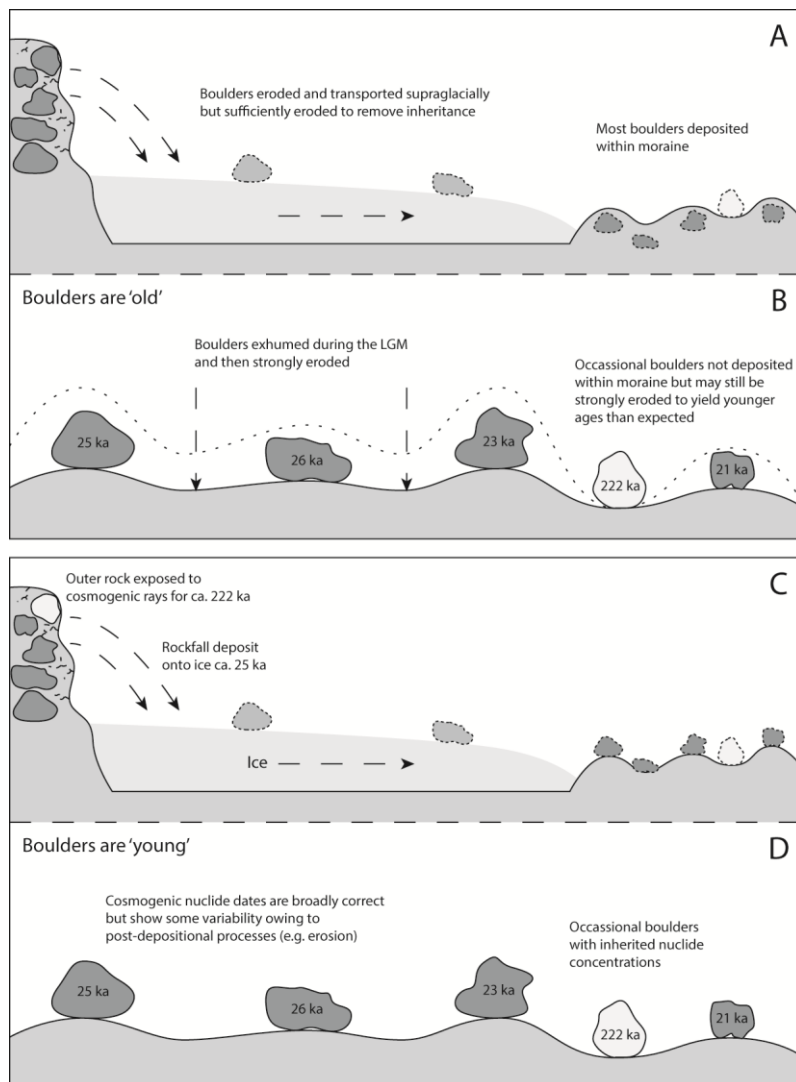 A
Boulders eroded and transported supraglacially
but sufficiently eroded to remove inheritance
Most boulders deposited
within moraine
Boulders are ‘old’
B
Boulders exhumed during the LGM
and then strongly eroded
Occassional boulders not deposited
within moraine but may still be
strongly eroded to yield younger
ages than expected
25 ka
26 ka
23 ka
222 ka
21 ka
C
Outer rock exposed to
cosmogenic rays for ca. 222 ka
Rockfall deposit
onto ice ca. 25 ka
Ice
Boulders are ‘young’
D
Cosmogenic nuclide dates are broadly correct
but show some variability owing to
post-depositional processes (e.g. erosion)
Occassional boulders
with inherited nuclide
concentrations
25 ka
26 ka
23 ka
222 ka
21 ka